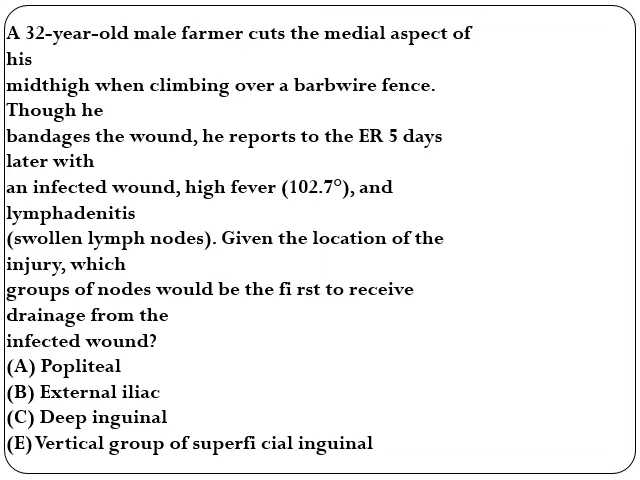 A 32-year-old male farmer cuts the medial aspect of
his
midthigh when climbing over a barbwire fence.
Though he
bandages the wound, he reports to the ER 5 days
later with
an infected wound, high fever (102.7°), and
lymphadenitis
(swollen lymph nodes). Given the location of the
injury, which
groups of nodes would be the fi rst to receive
drainage from the
infected wound?
(A) Popliteal
(B) External iliac
(C) Deep inguinal
(E) Vertical group of superfi cial inguinal